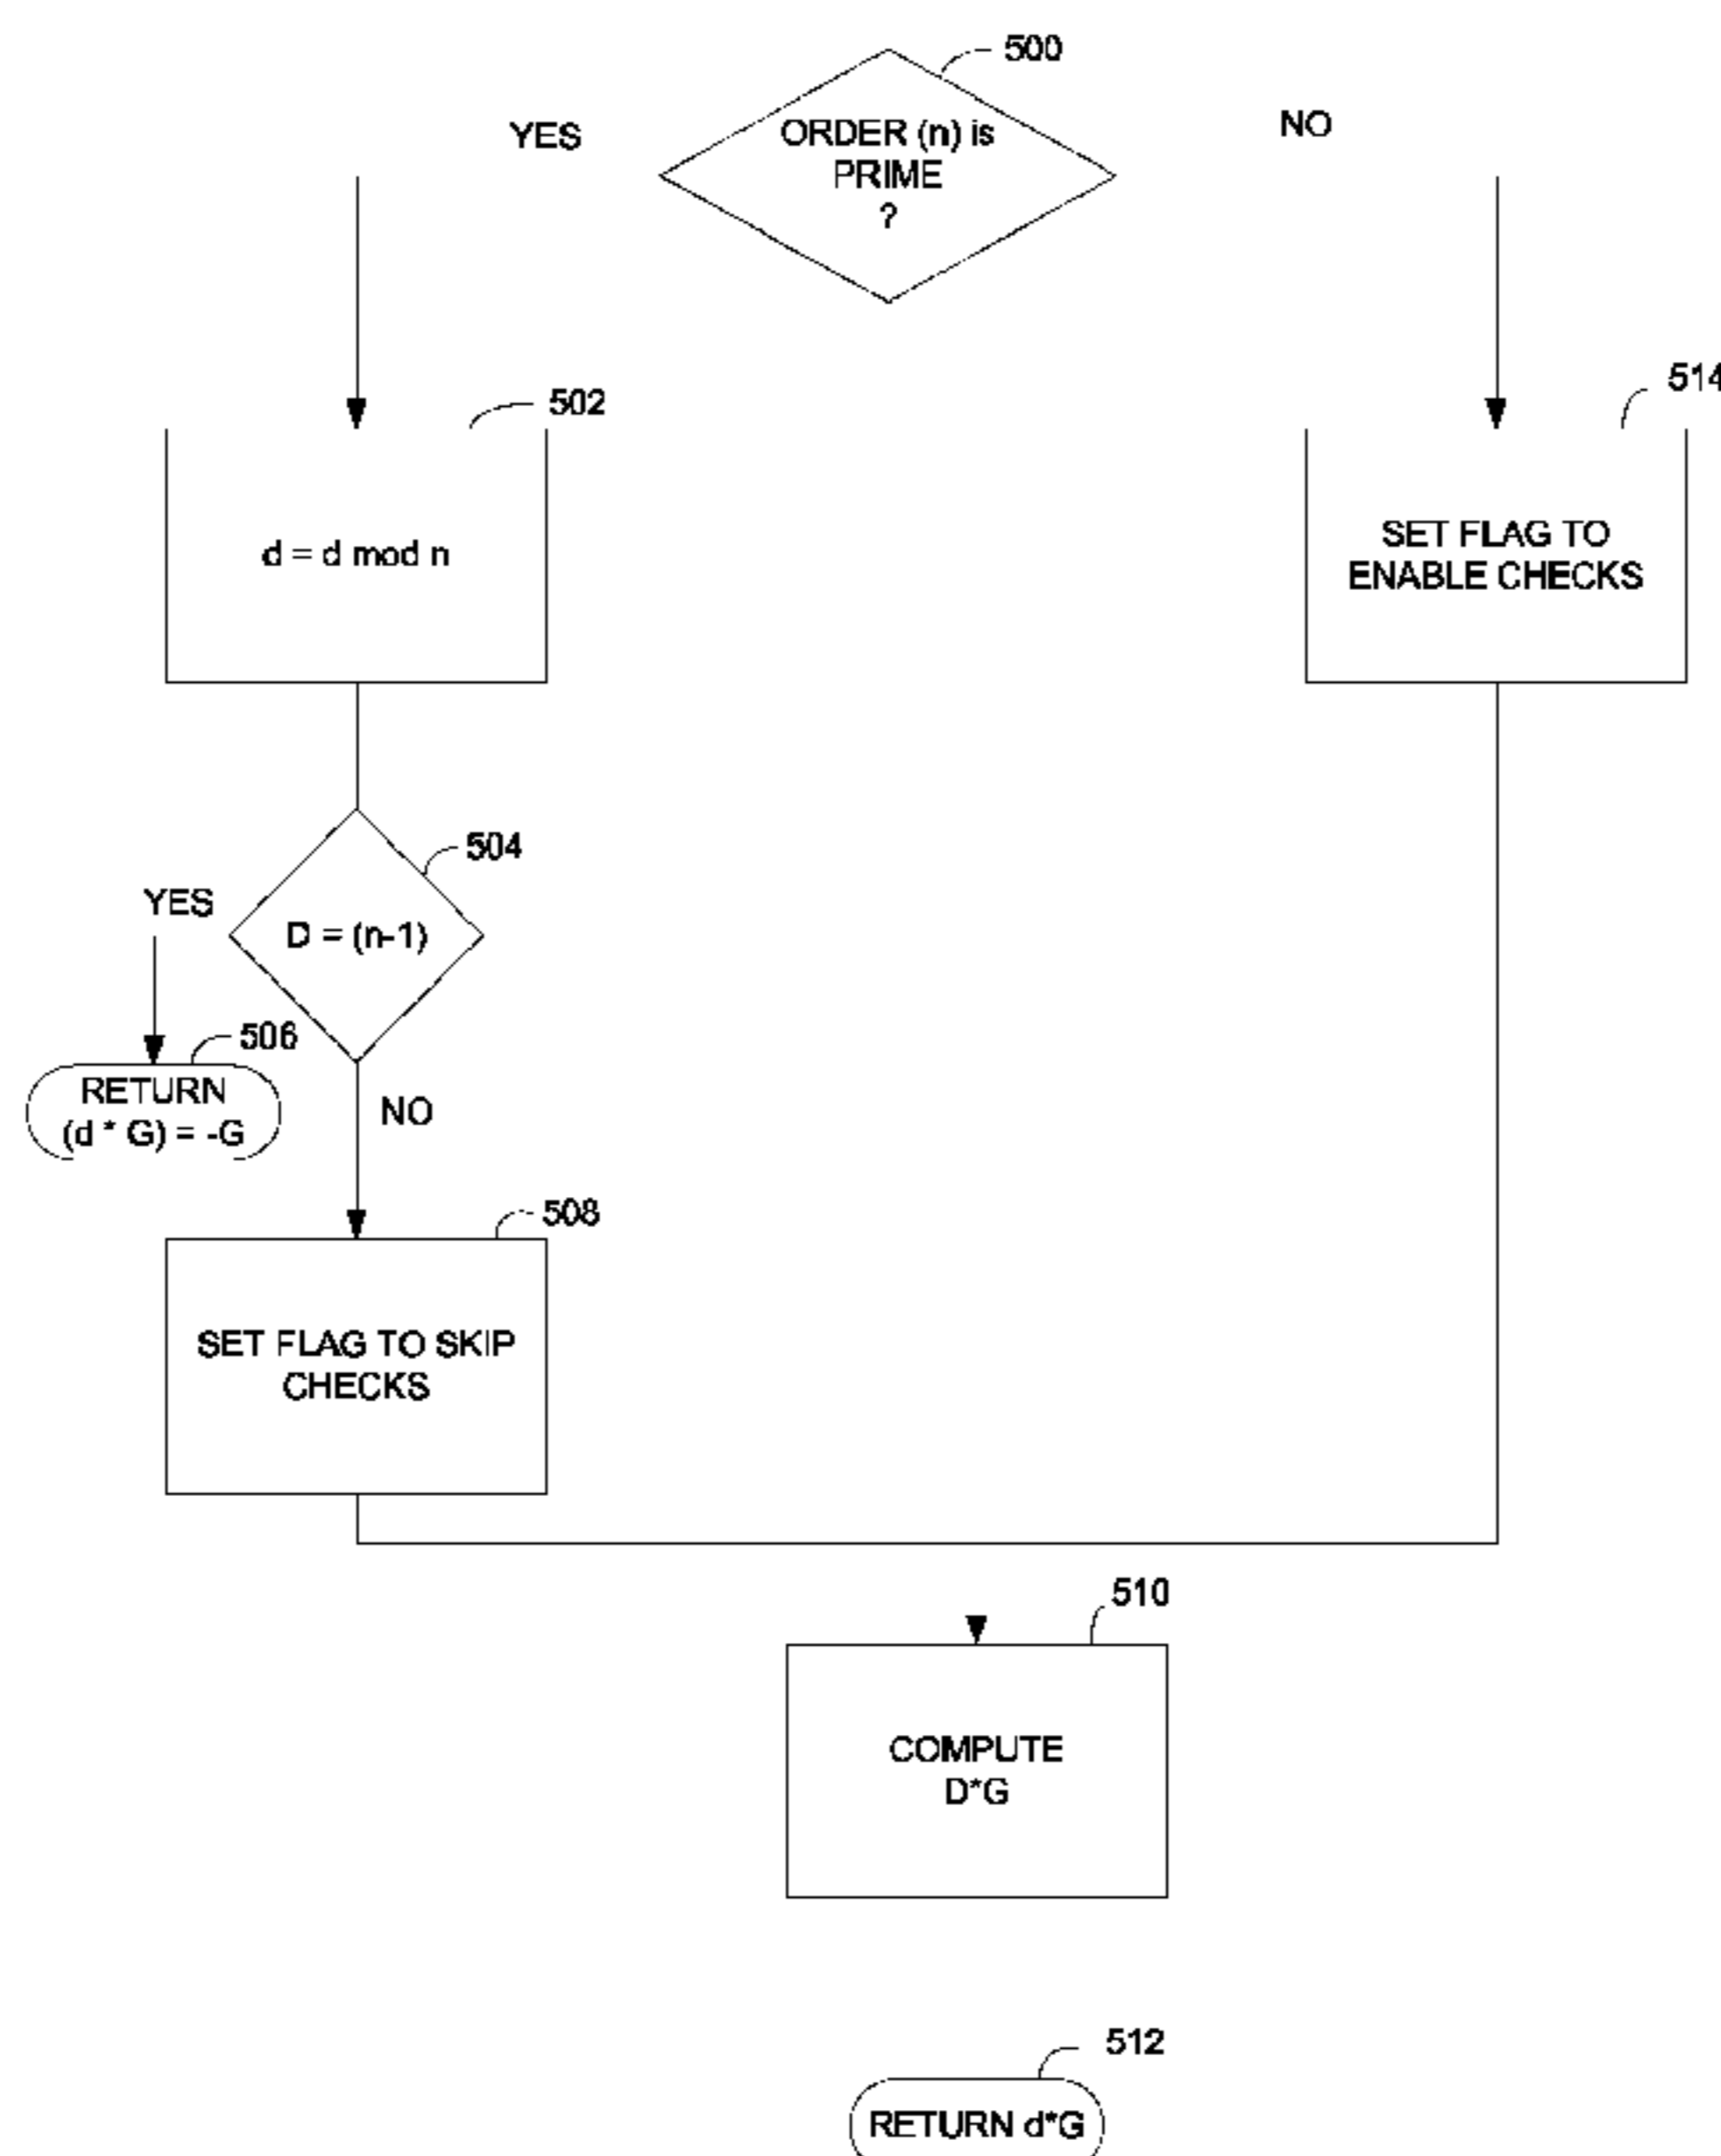 500
YES
ORDER (n) is
PRIME
?
NO
502
d = d mod n
514
SET FLAG TO
ENABLE CHECKS
504
YES
D = (n-1)
506
RETURN
(d * G) = -G
NO
508
SET FLAG TO SKIP
CHECKS
510
COMPUTE
D*G
512
RETURN d*G